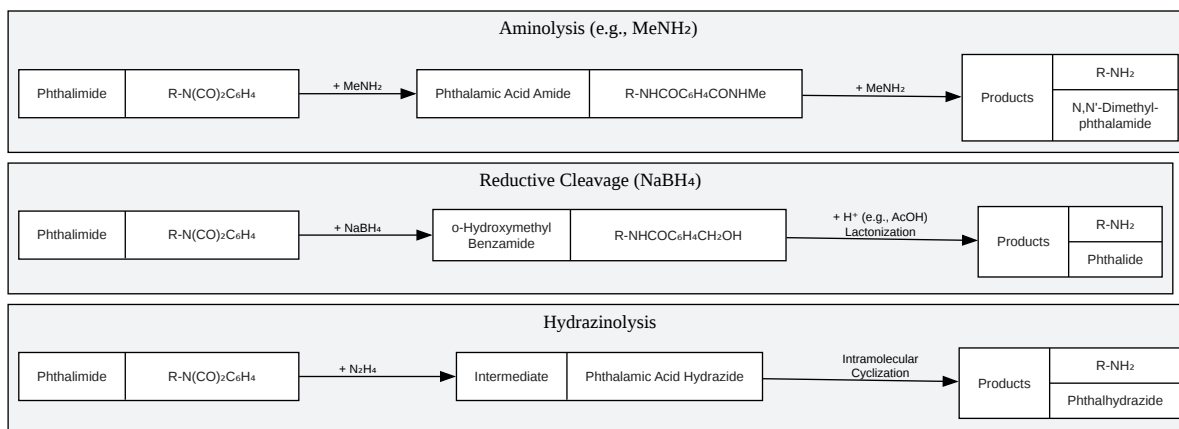 Aminolysis (e.g., MeNH₂)
Phthalimide
R-N(CO)₂C₆H₄
+ MeNH₂
Phthalamic Acid Amide
R-NHCOC₆H₄CONHMe
+ MeNH₂
Products
R-NH₂
N,N'-Dimethyl-
phthalamide
Reductive Cleavage (NaBH₄)
Phthalimide
R-N(CO)₂C₆H₄
+ NaBH₄
o-Hydroxymethyl
Benzamide
R-NHCOC₆H₄CH₂OH
+ H⁺ (e.g., AcOH)
Lactonization
Products
R-NH₂
Phthalide
Hydrazinolysis
Phthalimide
R-N(CO)₂C₆H₄
+ N₂H₄
Intermediate
Phthalamic Acid Hydrazide
Intramolecular
Cyclization
Products
R-NH₂
Phthalhydrazide